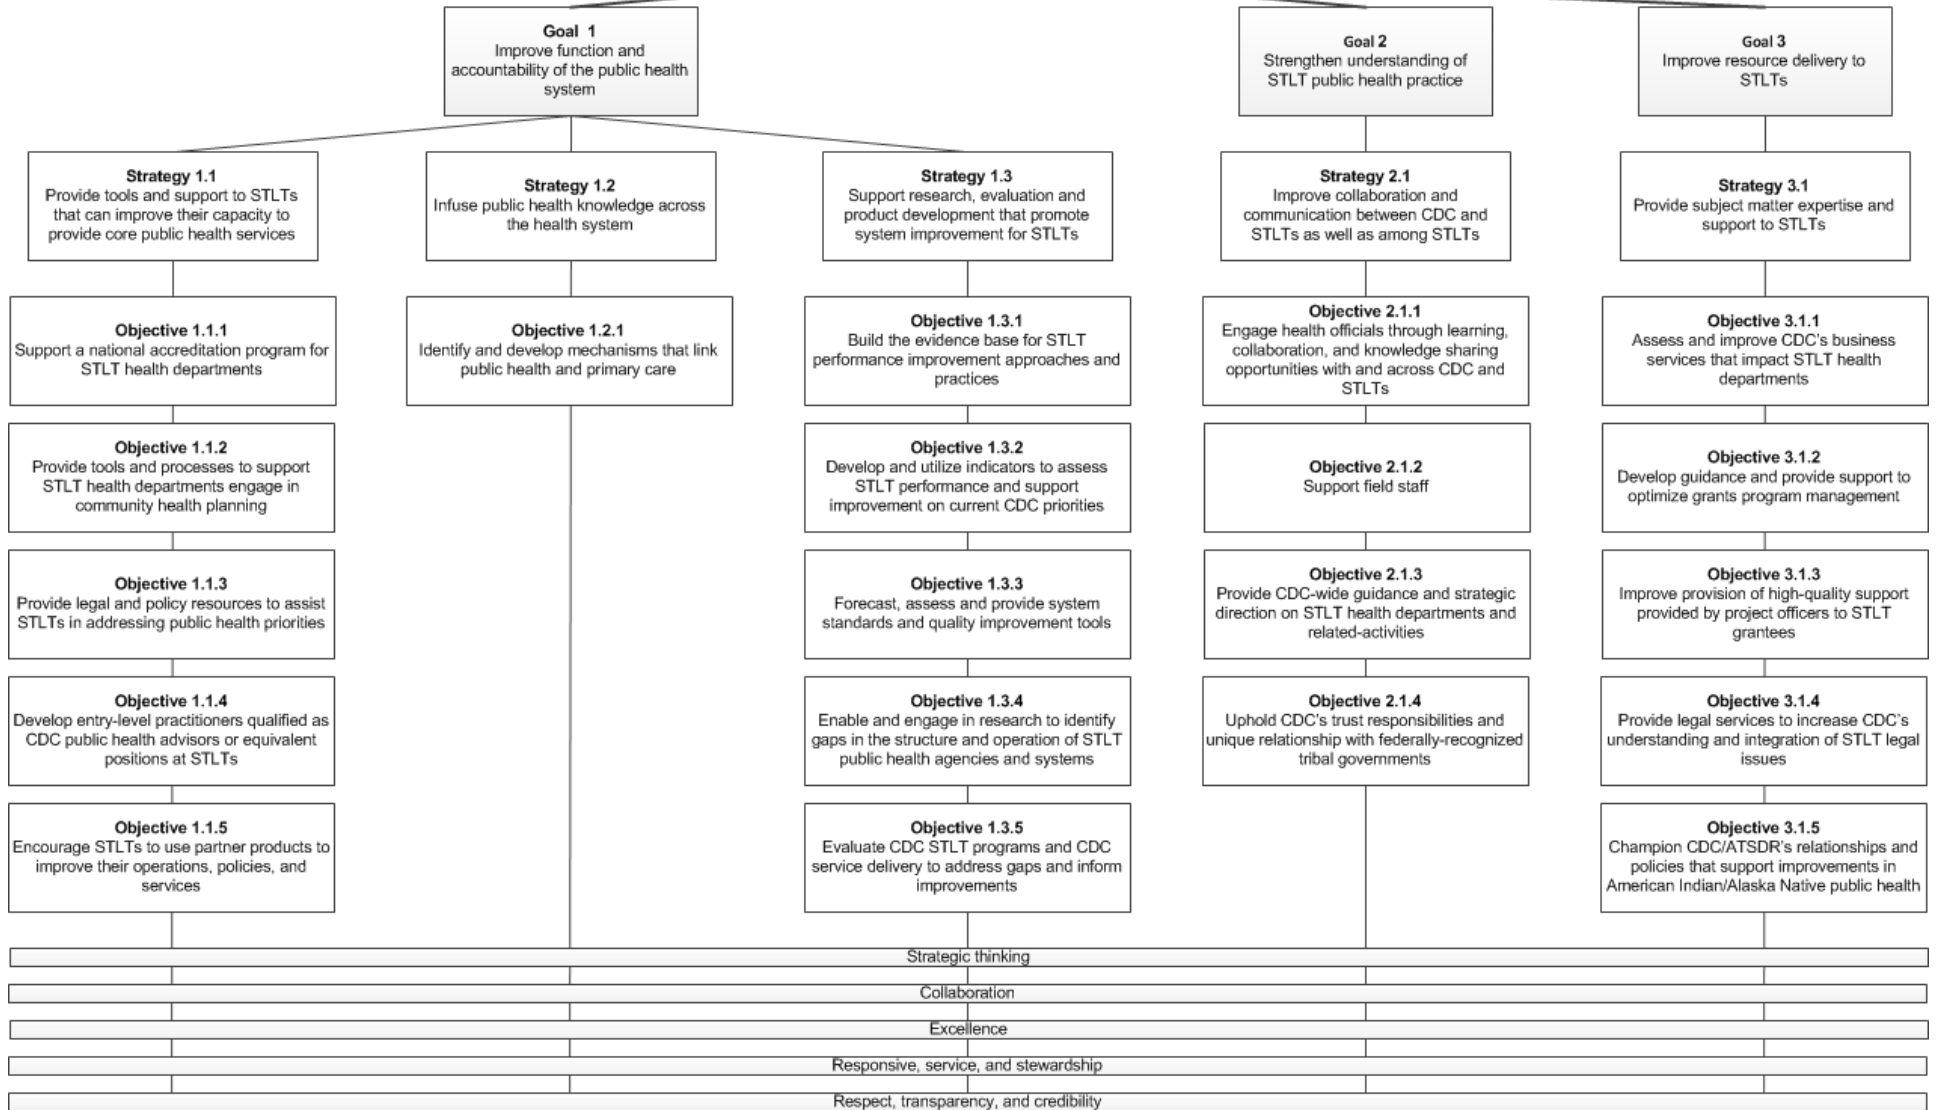 Goal 1
Improve function and
accountability of the public health
system
Goal 2
Strengthen understanding of
STLT public health practice
Goal 3
Improve resource delivery to
STLTs
Strategy 1.1
Provide tools and support to STLTs
that can improve their capacity to
provide core public health services
Strategy 1.2
Infuse public health knowledge across
the health system
Strategy 1.3
Support research, evaluation and
product development that promote
system improvement for STLTs
Strategy 2.1
Improve collaboration and
communication between CDC and
STLTs as well as among STLTs
Strategy 3.1
Provide subject matter expertise and
support to STLTs
Objective 1.1.1
Support a national accreditation program for
STLT health departments
Objective 1.2.1
Identify and develop mechanisms that link
public health and primary care
Objective 1.3.1
Build the evidence base for STLT
performance improvement approaches and
practices
Objective 2.1.1
Engage health officials through learning,
collaboration, and knowledge sharing
opportunities with and across CDC and
STLTs
Objective 3.1.1
Assess and improve CDC's business
services that impact STLT health
departments
Objective 1.1.2
Provide tools and processes to support
STLT health departments engage in
community health planning
Objective 1.3.2
Develop and utilize indicators to assess
STLT performance and support
improvement on current CDC priorities
Objective 2.1.2
Support field staff
Objective 3.1.2
Develop guidance and provide support to
optimize grants program management
Objective 1.1.3
Provide legal and policy resources to assist
STLTs in addressing public health priorities
Objective 1.3.3
Forecast, assess and provide system
standards and quality improvement tools
Objective 2.1.3
Provide CDC-wide guidance and strategic
direction on STLT health departments and
related-activities
Objective 3.1.3
Improve provision of high-quality support
provided by project officers to STLT
grantees
Objective 1.1.4
Develop entry-level practitioners qualified as
CDC public health advisors or equivalent
positions at STLTs
Objective 1.3.4
Enable and engage in research to identify
gaps in the structure and operation of STLT
public health agencies and systems
Objective 2.1.4
Uphold CDC's trust responsibilities and
unique relationship with federally-recognized
tribal governments
Objective 3.1.4
Provide legal services to increase CDC's
understanding and integration of STLT legal
issues
Objective 1.1.5
Encourage STLTs to use partner products to
improve their operations, policies, and
services
Objective 1.3.5
Evaluate CDC STLT programs and CDC
service delivery to address gaps and inform
improvements
Objective 3.1.5
Champion CDC/ATSDR's relationships and
policies that support improvements in
American Indian/Alaska Native public health
Strategic thinking
Collaboration
Excellence
Responsive, service, and stewardship
Respect, transparency, and credibility